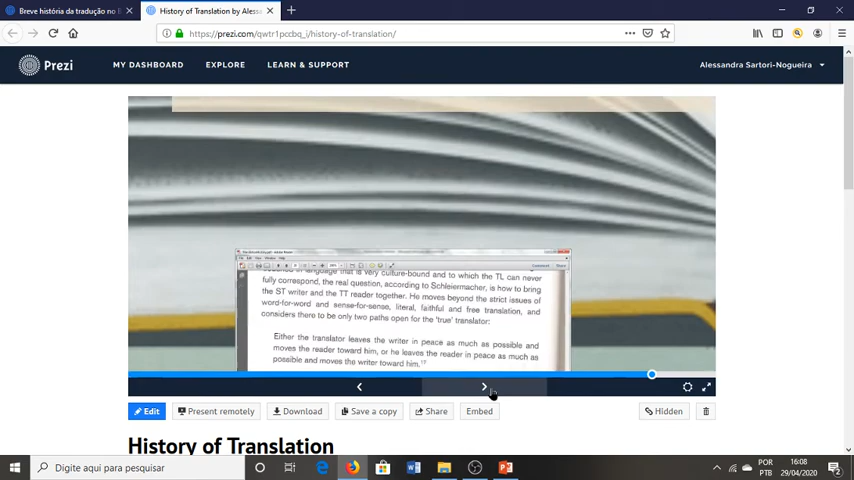 Breve história da tradução no B
History of Translation by Aless
https://prezi.com/qwtr1pccbq_i/history-of-translation/
Prezi
MY DASHBOARD
EXPLORE
LEARN & SUPPORT
Alessandra Sartori-Nogueira
language that is very culture-bound and to which the TL can never
fully correspond, the real question, according to Schleiermacher, is how to bring
the ST writer and the TT reader together. He moves beyond the strict issues of
word-for-word and sense-for-sense, literal, faithful and free translation, and
considers there to be only two paths open for the 'true' translator:
Either the translator leaves the writer in peace as much as possible and
moves the reader toward him, or he leaves the reader in peace as much as
possible and moves the writer toward him.17
Edit
Present remotely
Download
Save a copy
Share
Embed
Hidden
History of Translation
Digite aqui para pesquisar
POR
PTB
16:08
29/04/2020
2